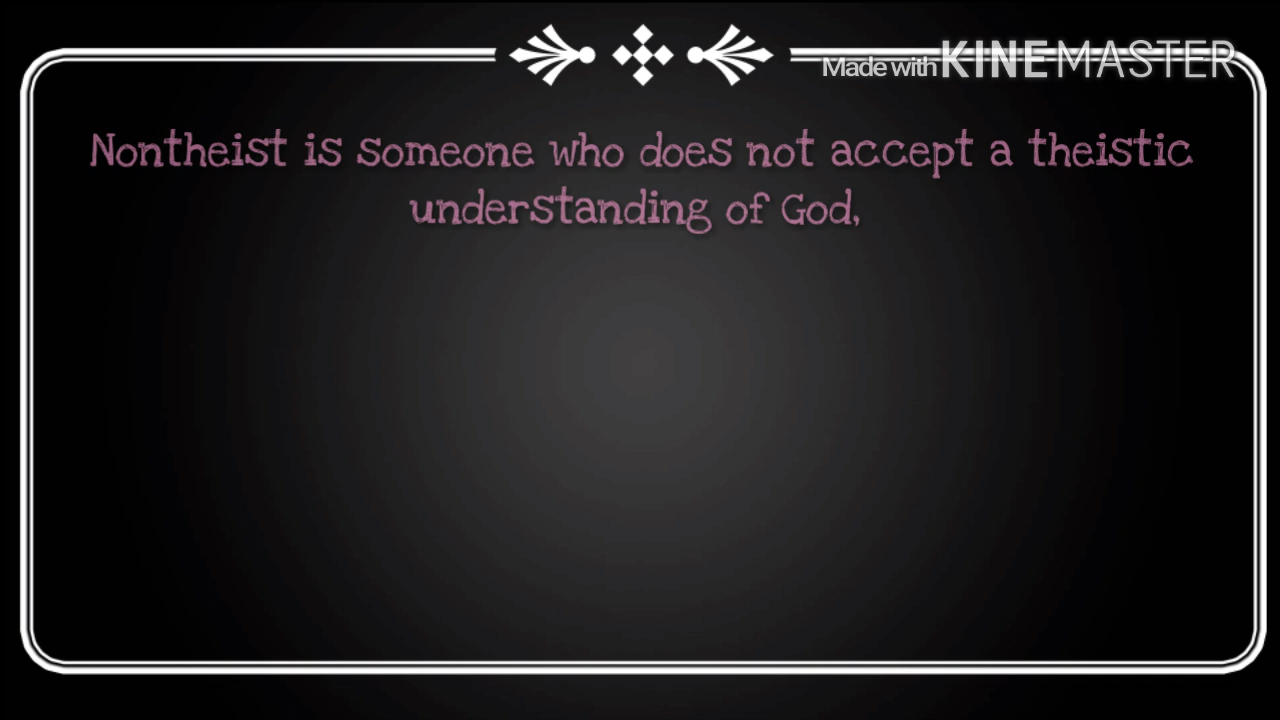 Made with KINEMASTER
Nontheist is someone who does not accept a theistic
understanding of God,